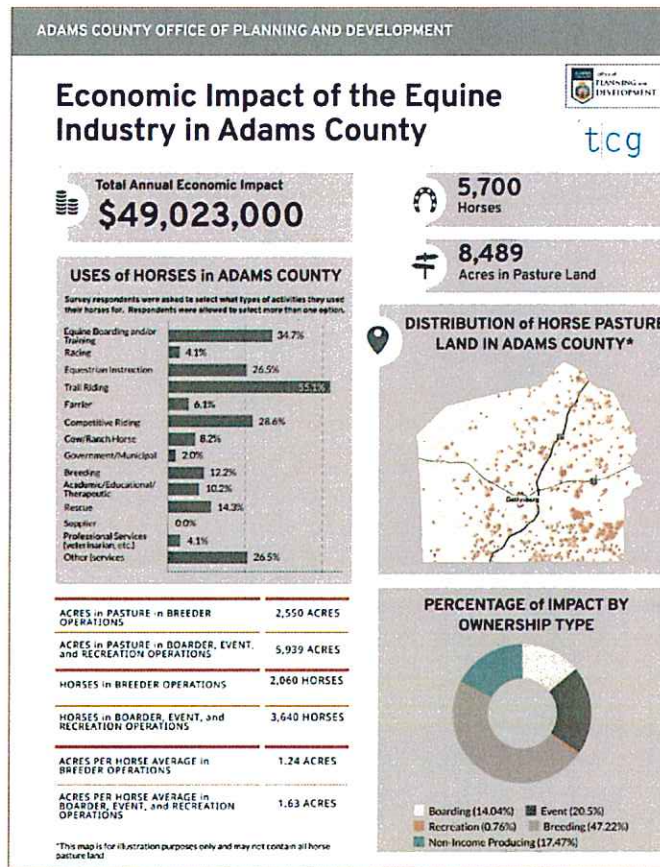 ADAMS COUNTY OFFICE OF PLANNING AND DEVELOPMENT
Economic Impact of the Equine
Industry in Adams County
PLANNING and
DEVELOPMENT
tcg
Total Annual Economic Impact
$49,023,000
5,700
Horses
8,489
Acres in Pasture Land
USES of HORSES in ADAMS COUNTY
Survey respondents were asked to select what types of activities they used
their horses for. Respondents were allowed to select more than one option.
Equine Boarding and/or
Training
34.7%
Racing
4.1%
Equestrian Instruction
26.5%
Trail Riding
55.1%
Farrier
6.1%
Competitive Riding
28.6%
Cow/Ranch Horse
8.2%
Government/Municipal
2.0%
Breeding
12.2%
Academic/Educational/
Therapeutic
10.2%
Rescue
14.3%
Supplier
0.0%
Professional Services
(veterinarian, etc.)
4.1%
Other (services
26.5%
DISTRIBUTION of HORSE PASTURE
LAND IN ADAMS COUNTY*
Gettysburg
ACRES in PASTURE in BREEDER
OPERATIONS
2,550 ACRES
ACRES in PASTURE in BOARDER, EVENT,
and RECREATION OPERATIONS
5,939 ACRES
HORSES in BREEDER OPERATIONS
2,060 HORSES
HORSES in BOARDER, EVENT, and
RECREATION OPERATIONS
3,640 HORSES
ACRES PER HORSE AVERAGE in
BREEDER OPERATIONS
1.24 ACRES
ACRES PER HORSE AVERAGE in
BOARDER, EVENT, and RECREATION
OPERATIONS
1.63 ACRES
*This map is for illustration purposes only and may not contain all horse
pasture land
PERCENTAGE of IMPACT BY
OWNERSHIP TYPE
Boarding (14.04%)
Event (20.5%)
Recreation (0.76%)
Breeding (47.22%)
Non-Income Producing (17.47%)